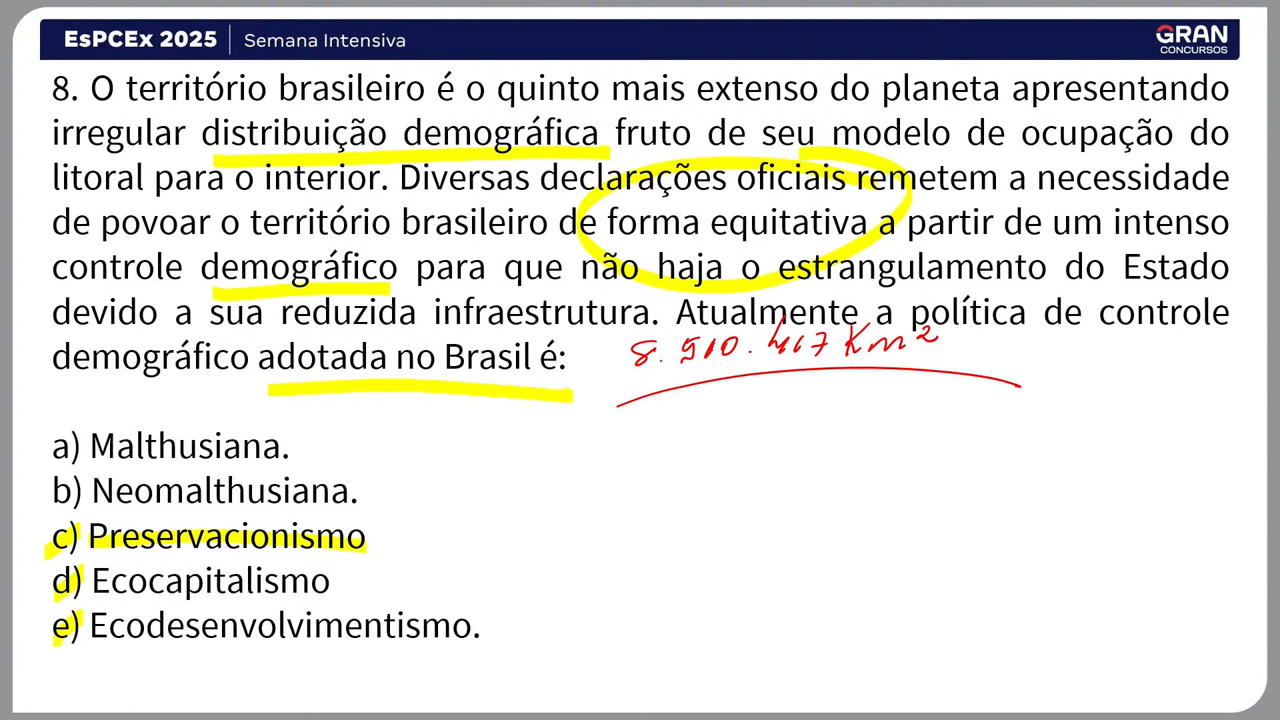 EsPCEx 2025 | Semana Intensiva
GRAN
CONCURSOS
8. O território brasileiro é o quinto mais extenso do planeta apresentando
irregular distribuição demográfica fruto de seu modelo de ocupação do
litoral para o interior. Diversas declarações oficiais remetem a necessidade
de povoar o território brasileiro de forma equitativa a partir de um intenso
controle demográfico para que não haja o estrangulamento do Estado
devido a sua reduzida infraestrutura. Atualmente a política de controle
demográfico adotada no Brasil é:
8.510.417 Km²
a) Malthusiana.
b) Neomalthusiana.
c) Preservacionismo
d) Ecocapitalismo
e) Ecodesenvolvimentismo.